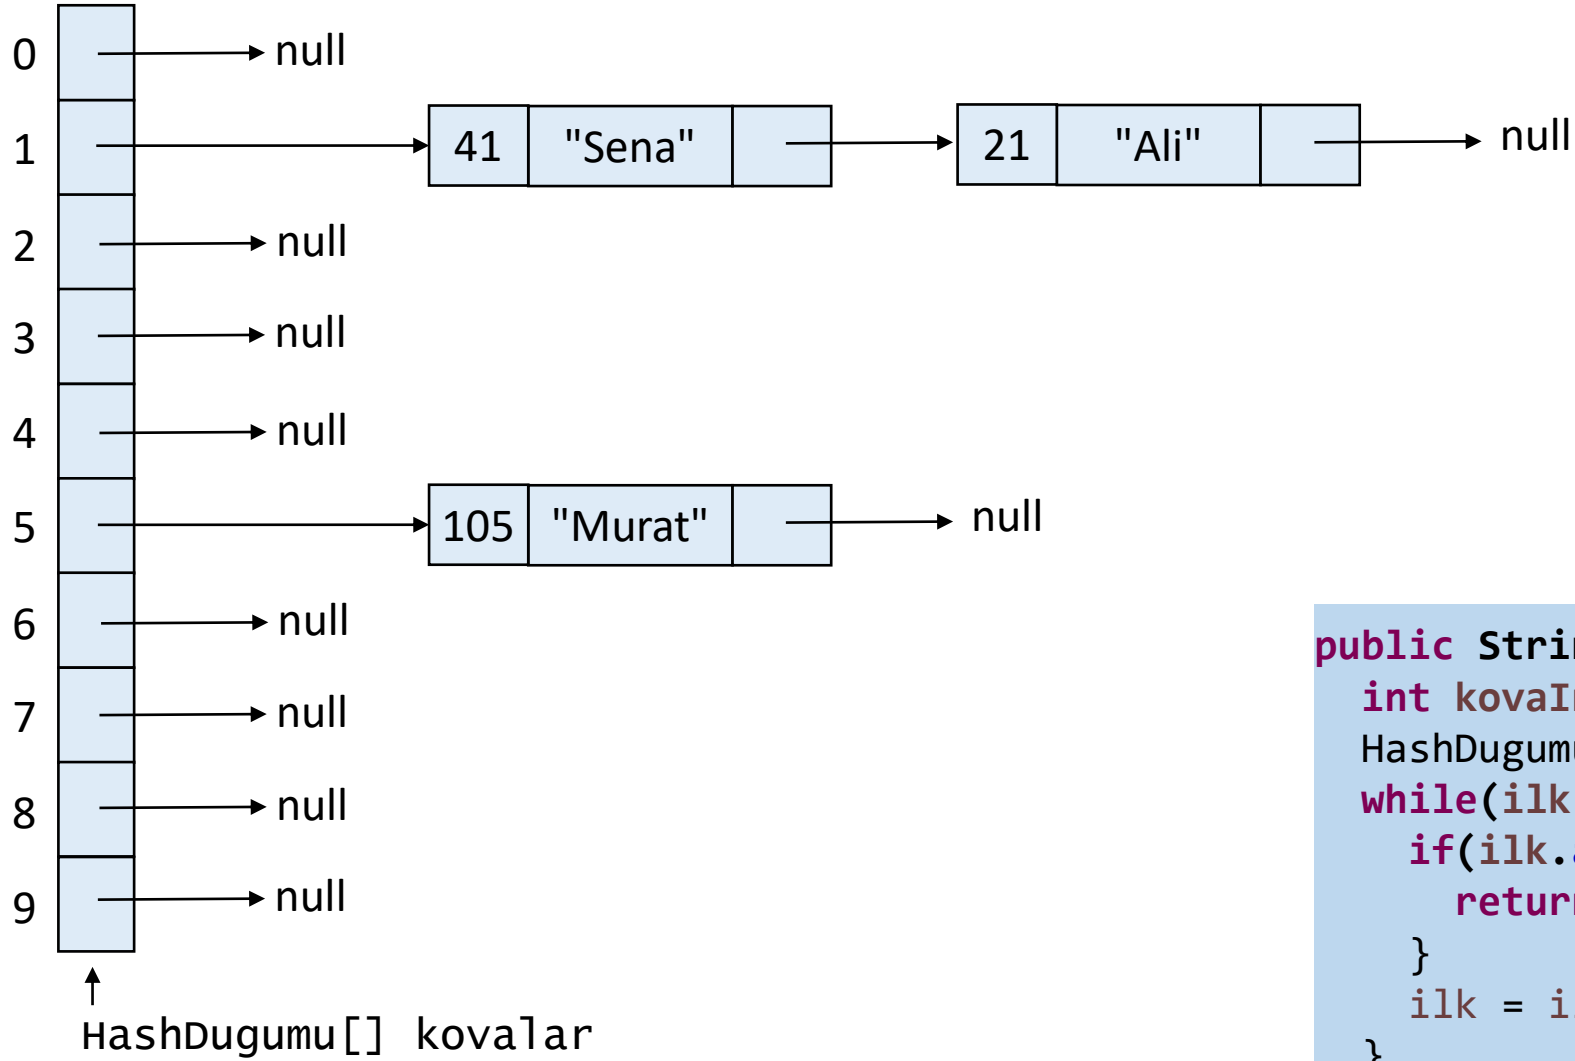 0 null
1 41 "Sena" 21 "Ali" null
2 null
3 null
4 null
5 105 "Murat" null
6 null
7 null
8 null
9 null
HashDugumu[] kovalar
public
int
while(ilk
if(ilk.
}
ilk =
}